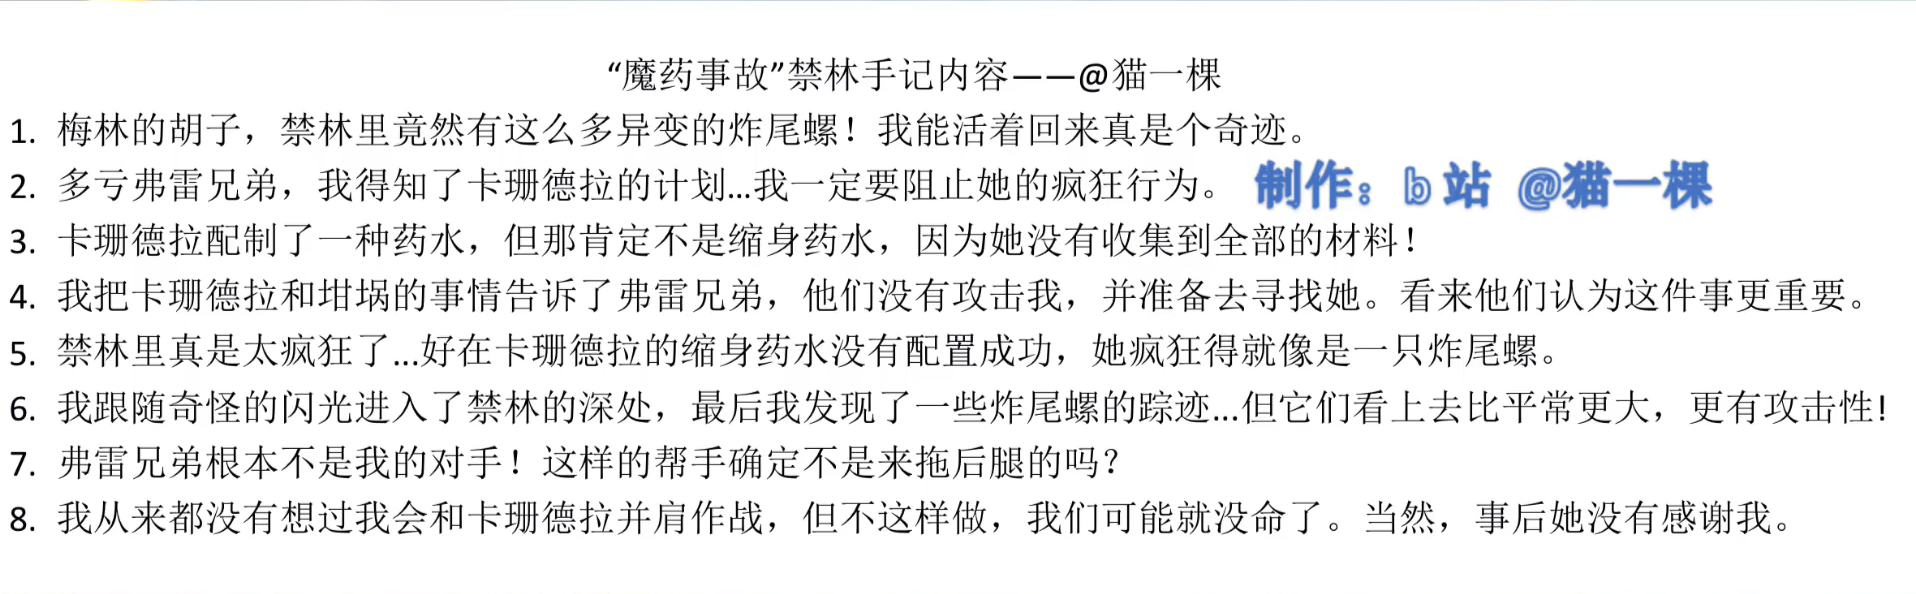 “魔药事故”禁林手记内容——@猫一棵
1. 梅林的胡子，禁林里竟然有这么多异变的炸尾螺！我能活着回来真是个奇迹。
2. 多亏弗雷兄弟，我得知了卡珊德拉的计划...我一定要阻止她的疯狂行为。
制作：b站 @猫一棵
3. 卡珊德拉配制了一种药水，但那肯定不是缩身药水，因为她没有收集到全部的材料！
4. 我把卡珊德拉和坩埚的事情告诉了弗雷兄弟，他们没有攻击我，并准备去寻找她。看来他们认为这件事更重要。
5. 禁林里真是太疯狂了...好在卡珊德拉的缩身药水没有配置成功，她疯狂得就像是一只炸尾螺。
6. 我跟随奇怪的闪光进入了禁林的深处，最后我发现了一些炸尾螺的踪迹...但它们看上去比平常更大，更有攻击性!
7. 弗雷兄弟根本不是我的对手！这样的帮手确定不是来拖后腿的吗？
8. 我从来都没有想过我会和卡珊德拉并肩作战，但不这样做，我们可能就没命了。当然，事后她没有感谢我。